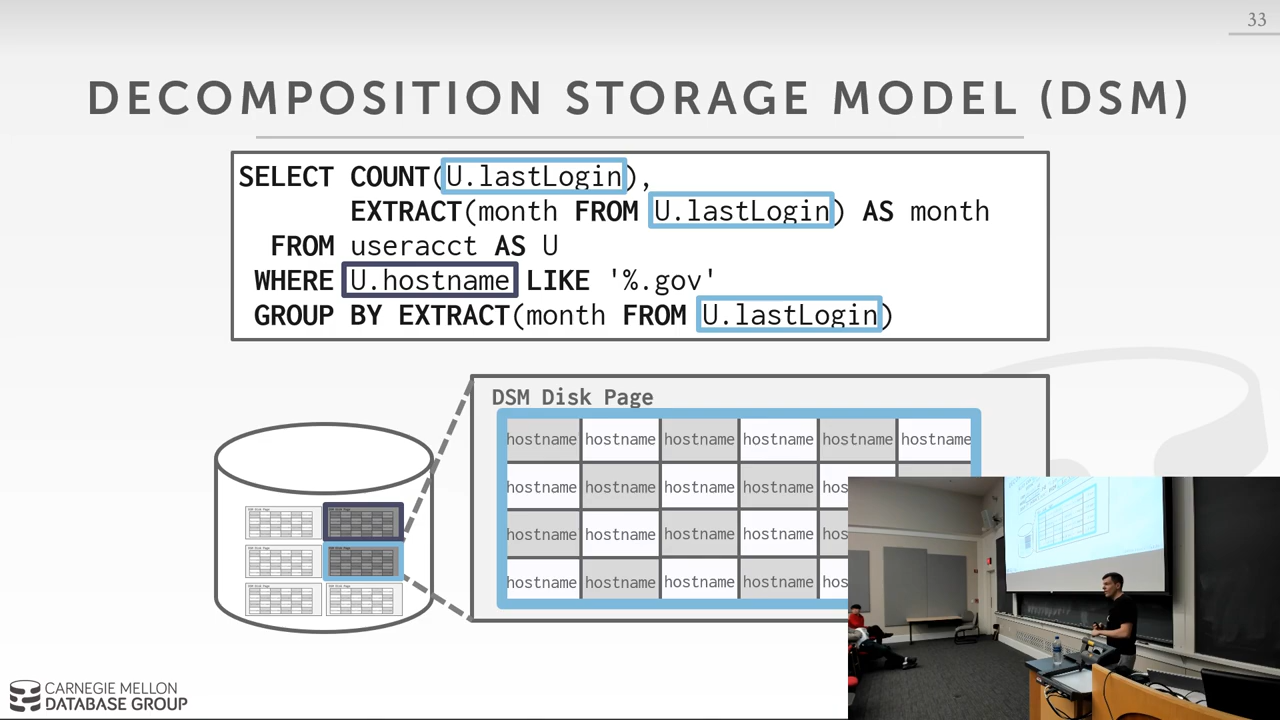 33
DECOMPOSITION STORAGE MODEL (DSM)
SELECT COUNT(U.lastLogin),
EXTRACT(month FROM U.lastLogin) AS month
FROM useracct AS U
WHERE U.hostname LIKE '%.gov'
GROUP BY EXTRACT(month FROM U.lastLogin)
DSM Disk Page
hostname hostname hostname hostname hostname hostname
hostname hostname hostname hostname hos
hostname hostname hostname hostname hos
hostname hostname hostname hostname hos
CARNEGIE MELLON
DATABASE GROUP